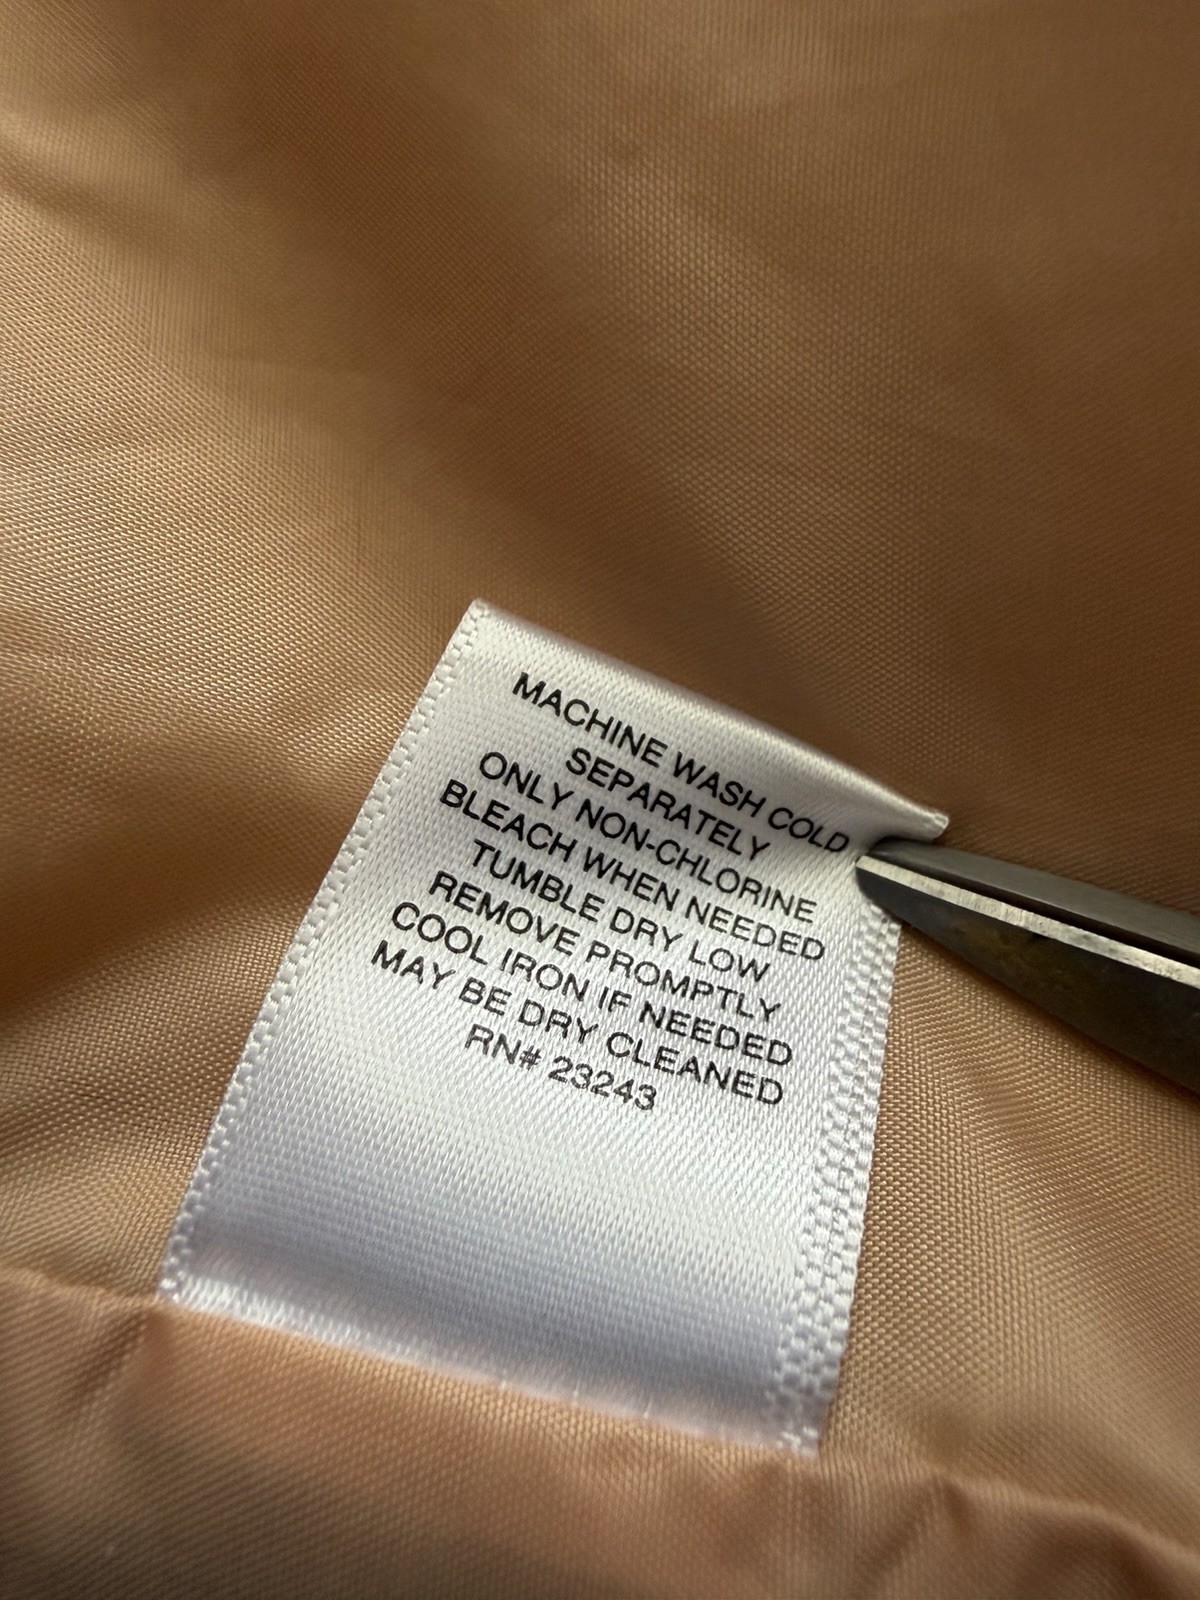 MACHINE WASH COLD
SEPARATELY
ONLY NON-CHLORINE
BLEACH WHEN NEEDED
TUMBLE DRY LOW
REMOVE PROMPTLY
COOL IRON IF NEEDED
MAY BE DRY CLEANED
RN# 23243